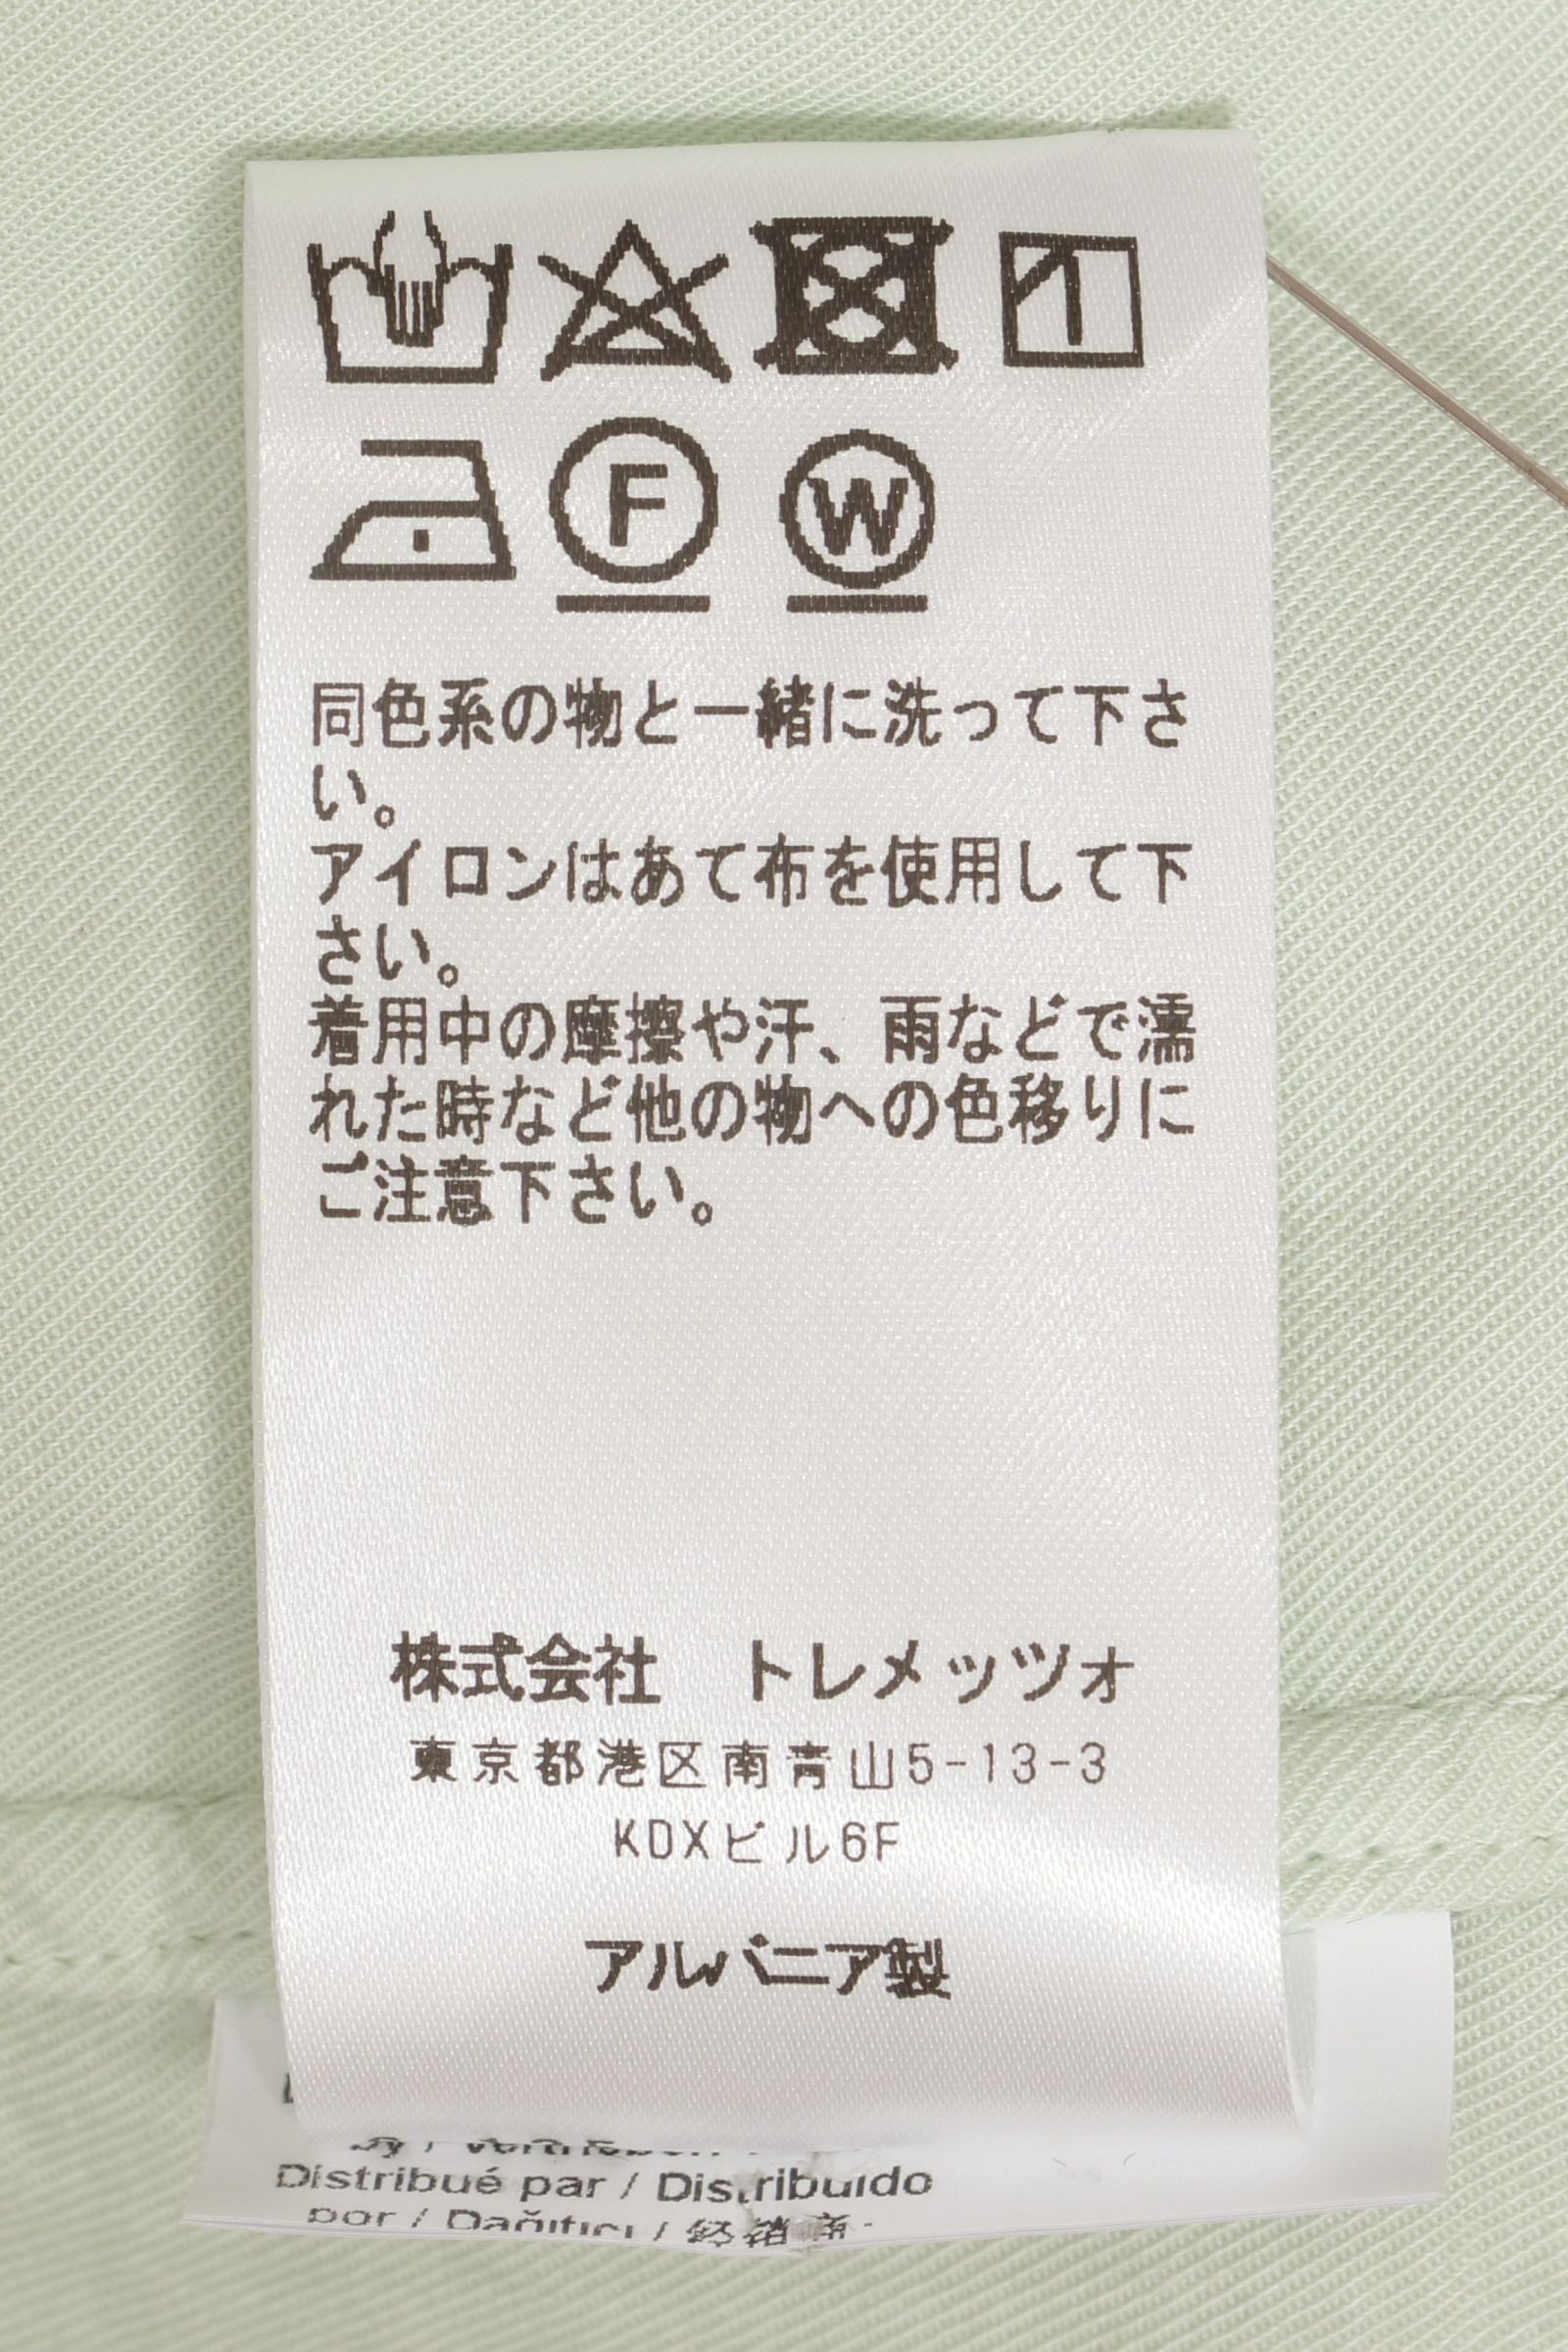 F
W
同色系の物と一緒に洗って下さ
い。
アイロンはあて布を使用して下
さい。
着用中の摩擦や汗、雨などで濡
れた時など他の物への色移りに
ご注意下さい。
株式会社 トレメッツォ
東京都港区南青山5-13-3
KDXビル6F
アルバニア製
Distribué par / Distribuido
por / Dağıtıcı /